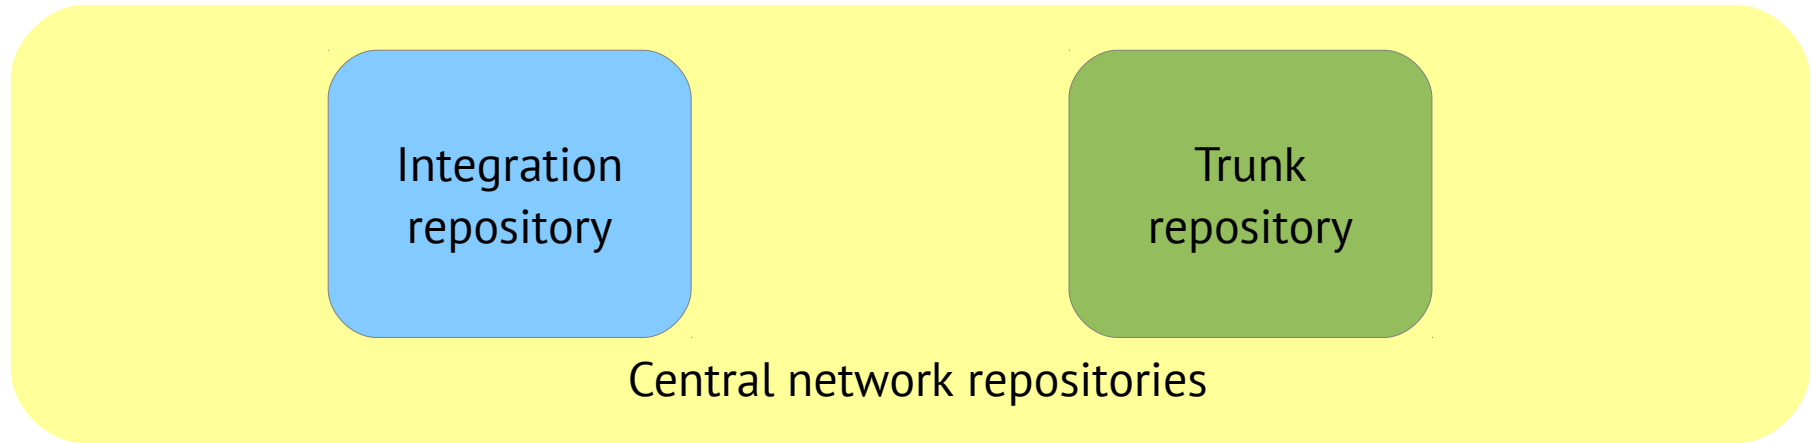 Integration
repository
Trunk
repository
Central network repositories